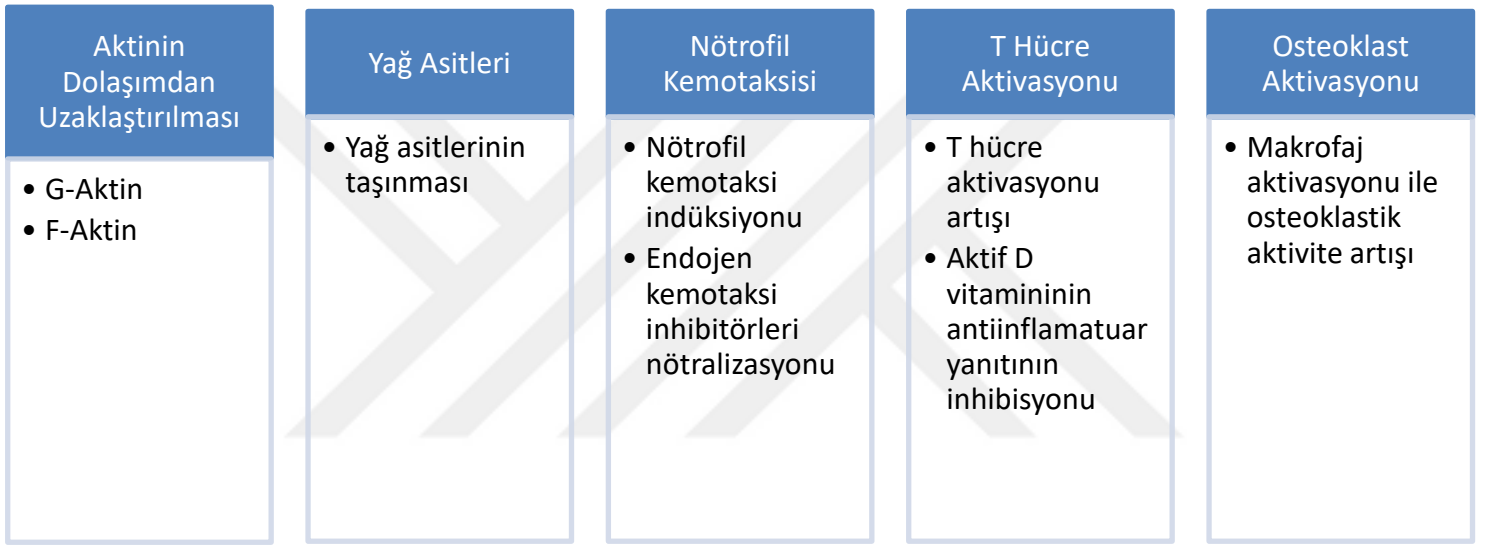 Aktinin
Dolaşımdan
Uzaklaştırılması
• G-Aktin
• F-Aktin
Yağ Asitleri
• Yağ asitlerinin
taşınması
Nötrofil
Kemotaksisi
• Nötrofil
kemotaksi
indüksiyonu
• Endojen
kemotaksi
inhibitörleri
nötralizasyonu
T Hücre
Aktivasyonu
• T hücre
aktivasyonu
artışı
• Aktif D
vitamininin
antiinflamatuar
yanıtının
inhibisyonu
Osteoklast
Aktivasyonu
• Makrofaj
aktivasyonu ile
osteoklastik
aktivite artışı